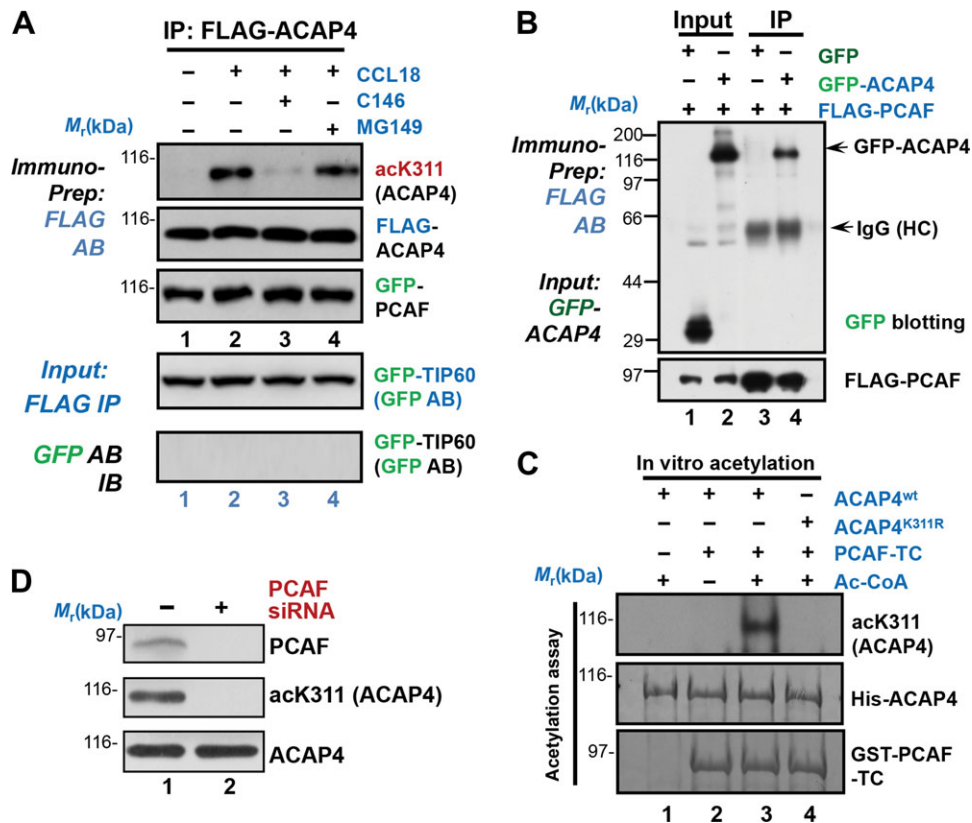 A
IP: FLAG-ACAP4
– + + + CCL18
– – + – C146
Mr(kDa) – – – + MG149
Immuno-
Prep:
FLAG
AB
116-
acK311
(ACAP4)
116-
FLAG-
ACAP4
116-
GFP-
PCAF
1 2 3 4
Input:
FLAG IP
GFP-TIP60
(GFP AB)
GFP AB
IB
GFP-TIP60
(GFP AB)
1 2 3 4
B
Input IP
+ – + – GFP
– + – + GFP-ACAP4
Mr(kDa) + + + + FLAG-PCAF
Immuno-
Prep:
FLAG
AB
Input:
GFP-
ACAP4
200
116
97
66
44
29
GFP-ACAP4
IgG (HC)
GFP blotting
97
FLAG-PCAF
1 2 3 4
C
In vitro acetylation
+ + + – ACAP4wt
– – – + ACAP4K311R
– + + + PCAF-TC
Mr(kDa) + – + + Ac-CoA
Acetylation assay
116-
acK311
(ACAP4)
116-
His-ACAP4
97-
GST-PCAF
-TC
1 2 3 4
D
Mr(kDa) – + PCAF
siRNA
97-
PCAF
116-
acK311 (ACAP4)
116-
ACAP4
1 2